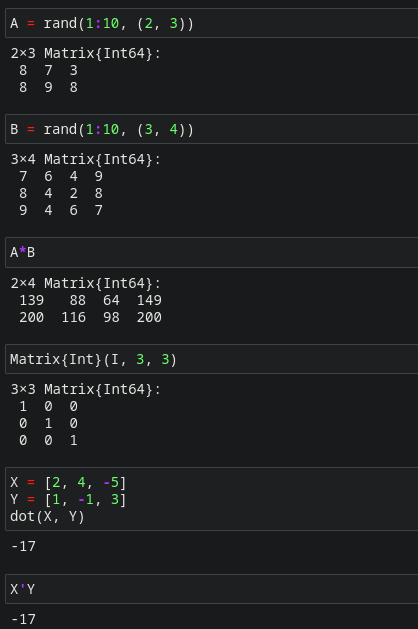 A = rand(1:10, (2, 3))
2×3 Matrix{Int64}:
 8  7  3
 8  9  8
B = rand(1:10, (3, 4))
3×4 Matrix{Int64}:
 7  6  4  9
 8  4  2  8
 9  4  6  7
A*B
2×4 Matrix{Int64}:
 139   88  64  149
 200  116  98  200
Matrix{Int}(I, 3, 3)
3×3 Matrix{Int64}:
 1  0  0
 0  1  0
 0  0  1
X = [2, 4, -5]
Y = [1, -1, 3]
dot(X, Y)
-17
X'Y
-17